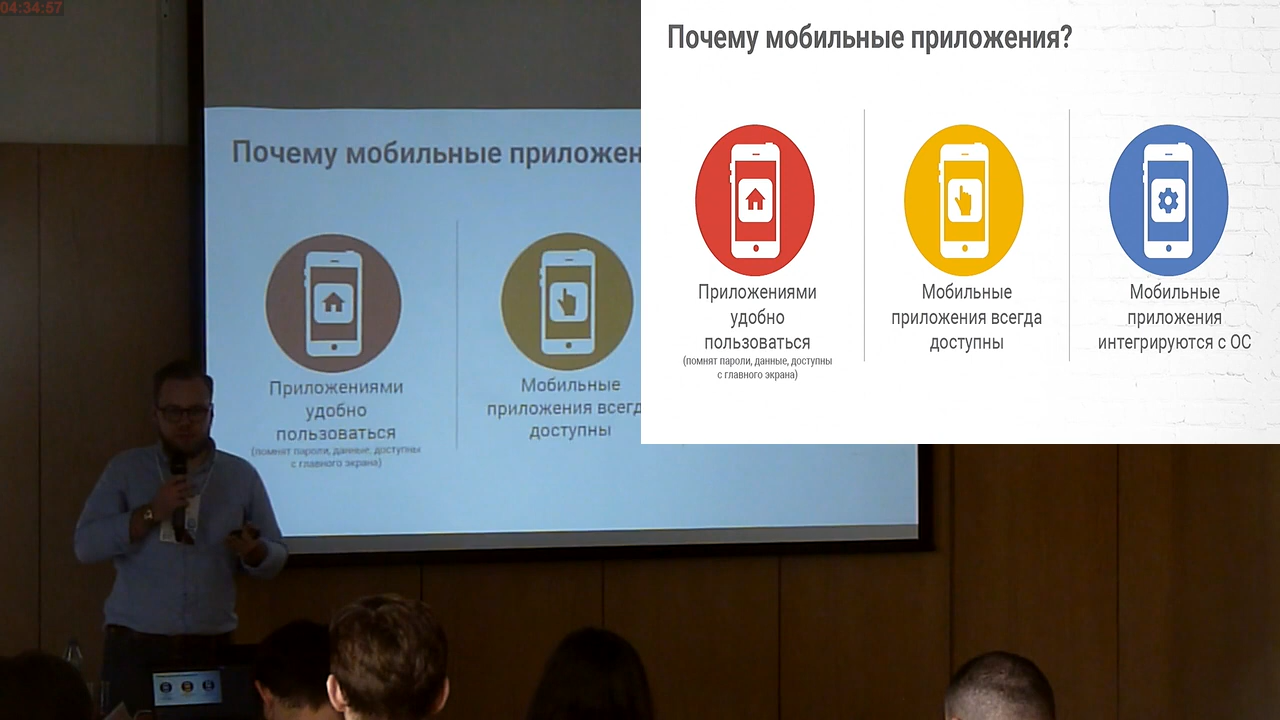 04:34:57
Почему мобильные приложен
Приложениями
удобно
пользоваться
(помнят пароли, данные, доступны
с главного экрана)
Мобильные
приложения всегд
доступны
Почему мобильные приложения?
Приложениями
удобно
пользоваться
(помнят пароли, данные, доступны
с главного экрана)
Мобильные
приложения всегда
доступны
Мобильные
приложения
интегрируются с ОС